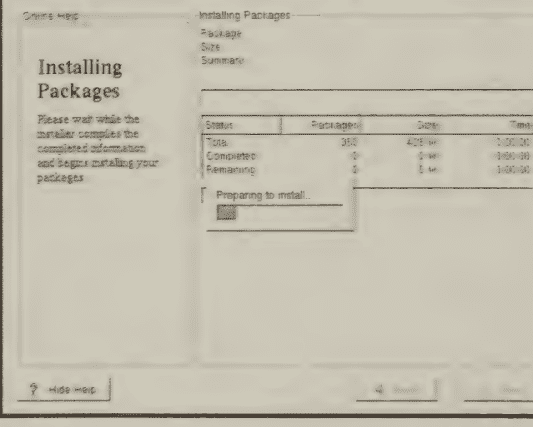 Online Help
Installing
Packages
Please wait while the
installer compiles the
completed information
and begins installing your
packages
Installing Packages
Package
Size
Summary
Status Packages Size Time
Total
Completed
Remaining
Preparing to install...
? Hide Help